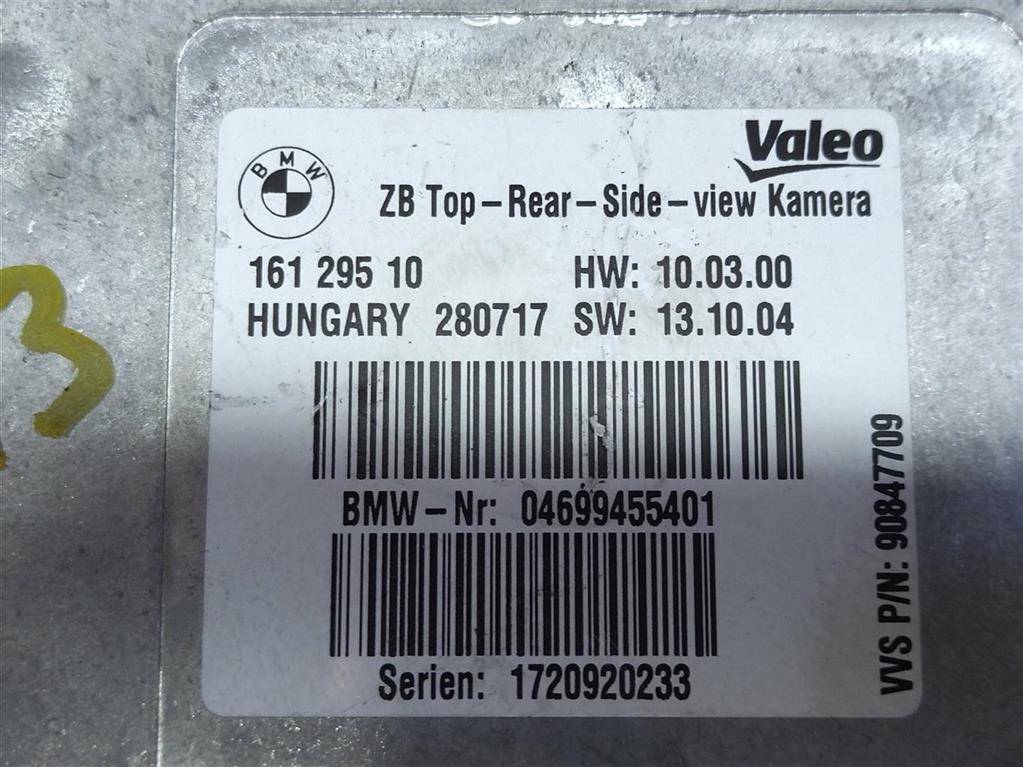 BMW
Valeo
ZB Top-Rear-Side-view Kamera
161 295 10 HW: 10.03.00
HUNGARY 280717 SW: 13.10.04
BMW-Nr: 04699455401
Serien: 1720920233
VVS P/N: 90847709
3